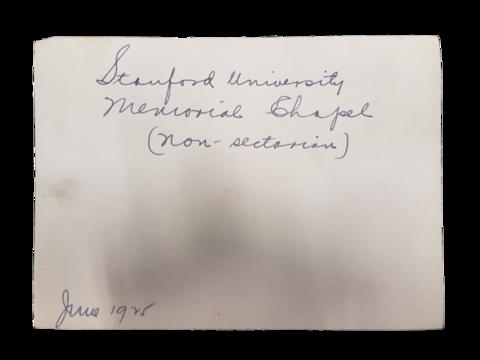 Stanford University
Memorial Chapel
(non-sectarian)
June 1925